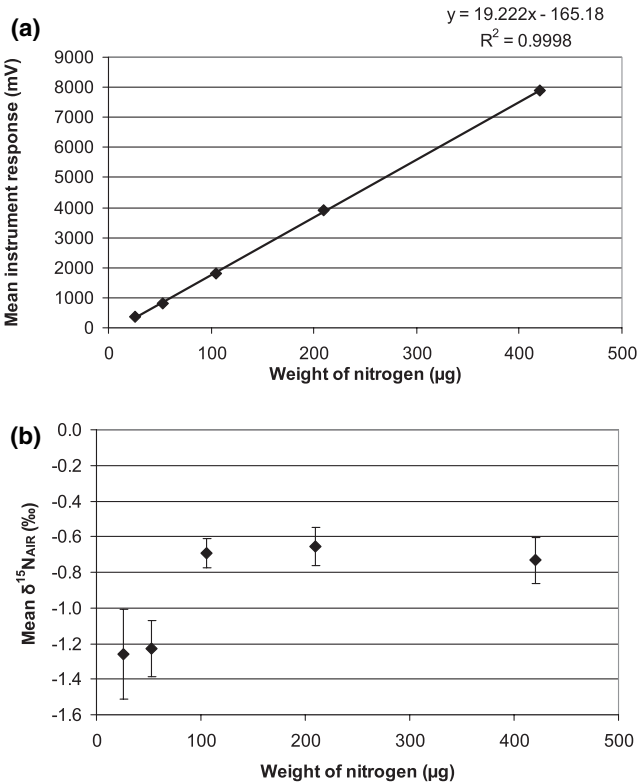 (a)
y = 19.222x - 165.18
R² = 0.9998
Mean instrument response (mV)
9000
8000
7000
6000
5000
4000
3000
2000
1000
0
0 100 200 300 400 500
Weight of nitrogen (µg)
(b)
Mean δ¹⁵NAIR (‰)
0.0
-0.2
-0.4
-0.6
-0.8
-1.0
-1.2
-1.4
-1.6
0 100 200 300 400 500
Weight of nitrogen (µg)